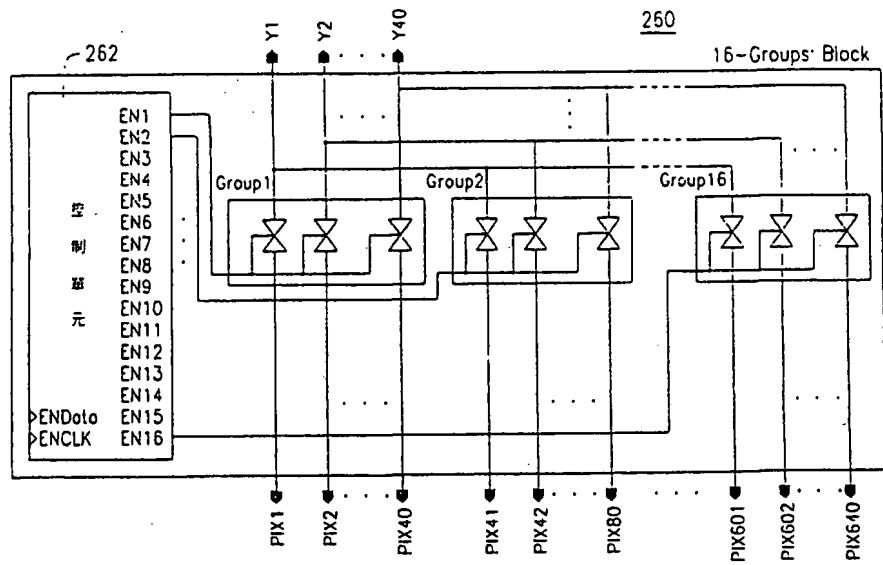 262
Y1
Y2
Y40
260
16-Groups' Block
EN1
EN2
EN3
EN4
EN5
EN6
EN7
EN8
EN9
EN10
EN11
EN12
EN13
EN14
ENData
EN15
ENCLK
EN16
控制單元
Group1
Group2
Group16
PIX1
PIX2
PIX40
PIX41
PIX42
PIX80
PIX601
PIX602
PIX640